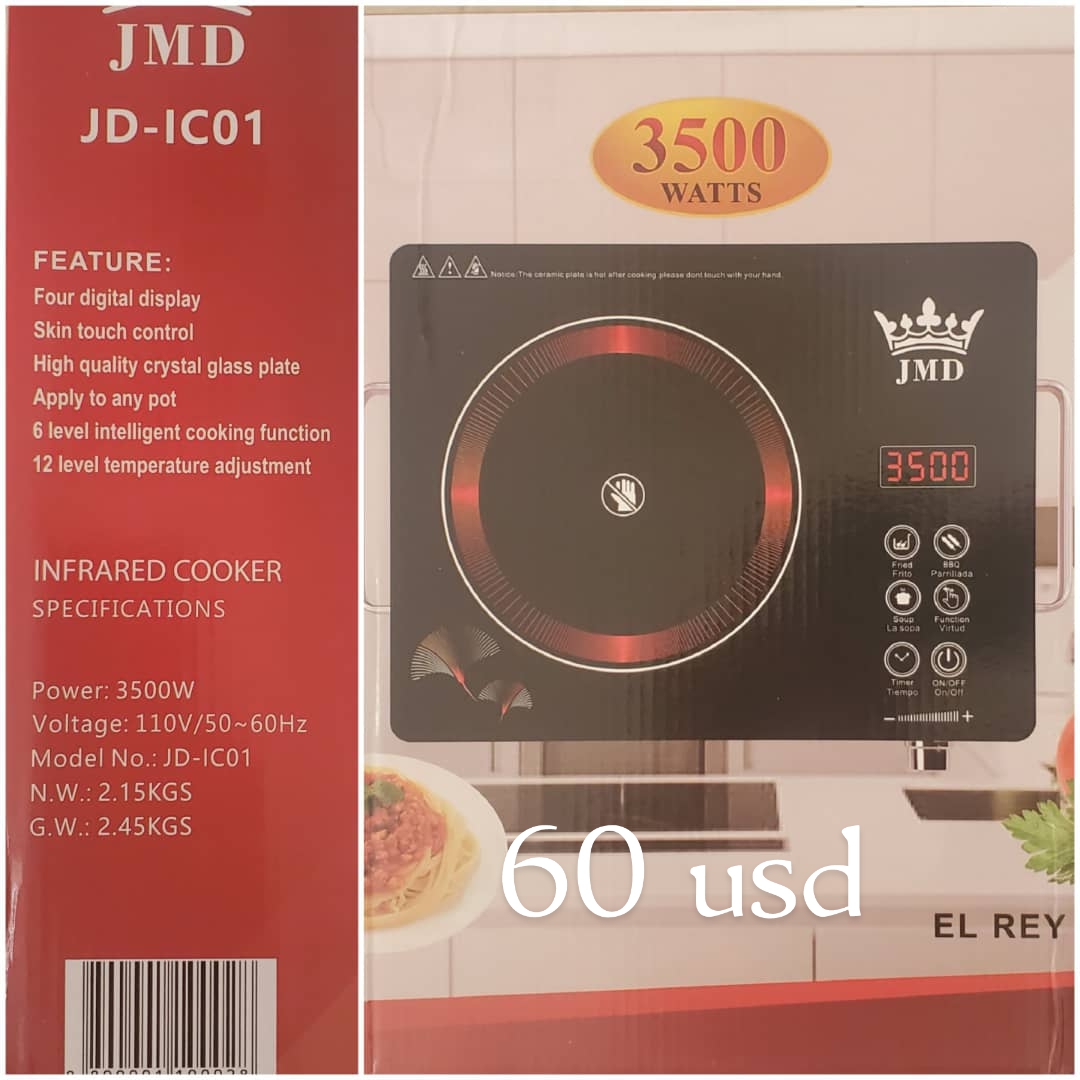 JMD
JD-IC01
FEATURE:
Four digital display
Skin touch control
High quality crystal glass plate
Apply to any pot
6 level intelligent cooking function
12 level temperature adjustment
INFRARED COOKER
SPECIFICATIONS
Power: 3500W
Voltage: 110V/50~60Hz
Model No.: JD-IC01
N.W.: 2.15KGS
G.W.: 2.45KGS
3500
WATTS
Notice:The ceramic plate is hot after cooking please dont touch with your hand.
JMD
3500
Fried
Frito
BBQ
Parrillada
Soup
La sopa
Function
Virtud
Timer
Tiempo
ON/OFF
On/Off
- +
60 usd
EL REY